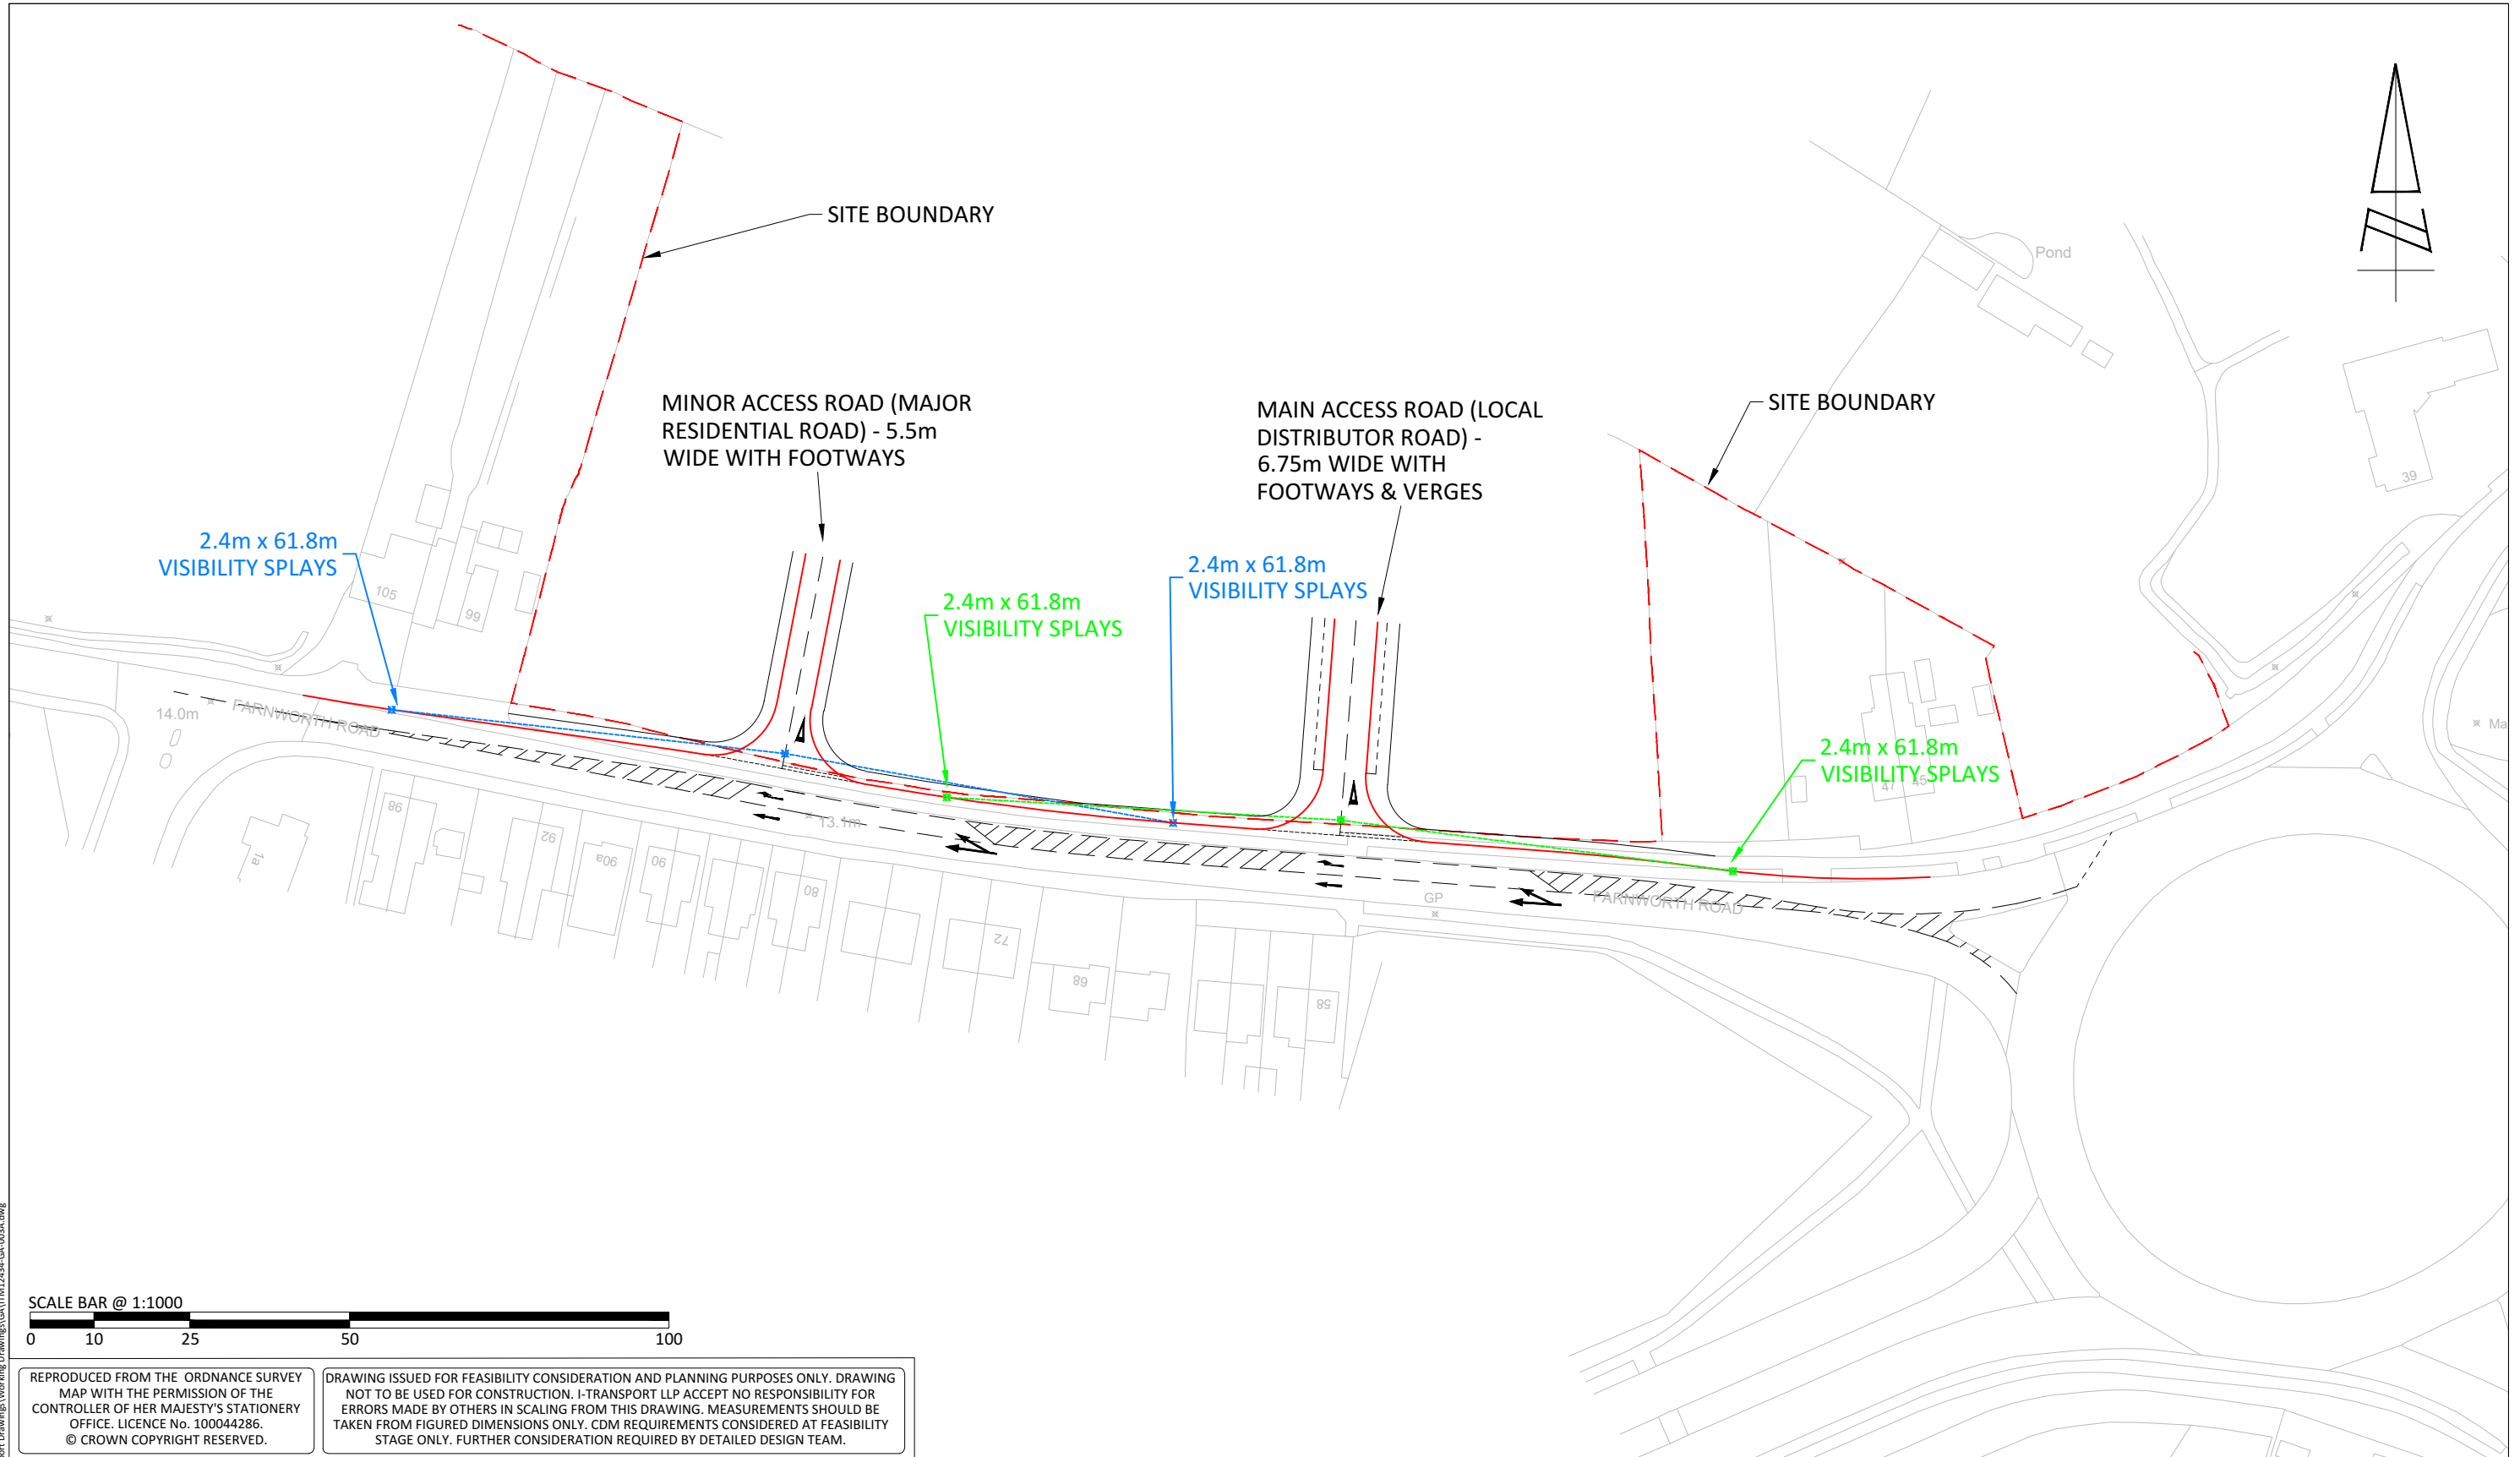 SITE BOUNDARY
Pond
MINOR ACCESS ROAD (MAJOR
RESIDENTIAL ROAD) - 5.5m
WIDE WITH FOOTWAYS
MAIN ACCESS ROAD (LOCAL
DISTRIBUTOR ROAD) -
6.75m WIDE WITH
FOOTWAYS & VERGES
SITE BOUNDARY
39
2.4m x 61.8m
VISIBILITY SPLAYS
2.4m x 61.8m
VISIBILITY SPLAYS
2.4m x 61.8m
VISIBILITY SPLAYS
105
99
14.0m
FARNWORTH ROAD
2.4m x 61.8m
VISIBILITY SPLAYS
47
45
Ma
13.1m
98
1a
92
90a
90
80
72
68
58
GP
FARNWORTH ROAD
SCALE BAR @ 1:1000
0 10 25 50 100
REPRODUCED FROM THE ORDNANCE SURVEY
MAP WITH THE PERMISSION OF THE
CONTROLLER OF HER MAJESTY'S STATIONERY
OFFICE. LICENCE No. 100044286.
© CROWN COPYRIGHT RESERVED.
DRAWING ISSUED FOR FEASIBILITY CONSIDERATION AND PLANNING PURPOSES ONLY. DRAWING
NOT TO BE USED FOR CONSTRUCTION. I-TRANSPORT LLP ACCEPT NO RESPONSIBILITY FOR
ERRORS MADE BY OTHERS IN SCALING FROM THIS DRAWING. MEASUREMENTS SHOULD BE
TAKEN FROM FIGURED DIMENSIONS ONLY. CDM REQUIREMENTS CONSIDERED AT FEASIBILITY
STAGE ONLY. FURTHER CONSIDERATION REQUIRED BY DETAILED DESIGN TEAM.